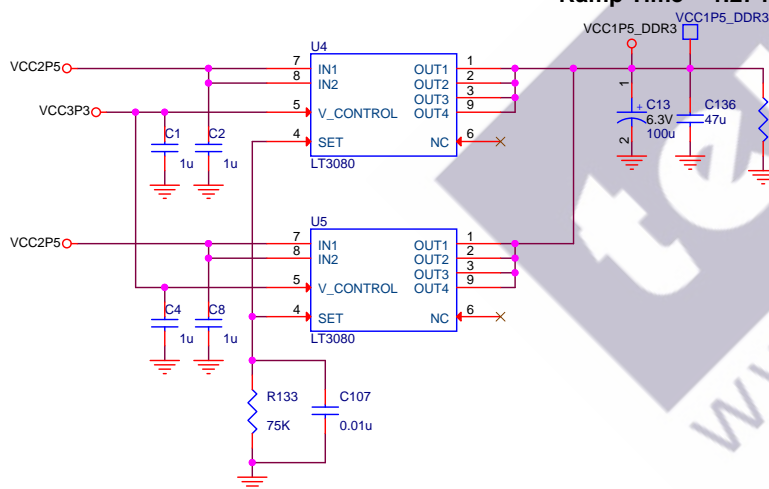 VCC1P5_DDR3
VCC1P5_DDR3
U4
VCC2P5
7 IN1 OUT1 1
8 IN2 OUT2 2
OUT3 3
VCC3P3
5 V_CONTROL OUT4 9
4 SET NC 6
LT3080
C1
1u
C2
1u
1
+ C13
6.3V
100u
2
C136
47u
U5
VCC2P5
7 IN1 OUT1 1
8 IN2 OUT2 2
OUT3 3
5 V_CONTROL OUT4 9
4 SET NC 6
LT3080
C4
1u
C8
1u
R133
75K
C107
0.01u